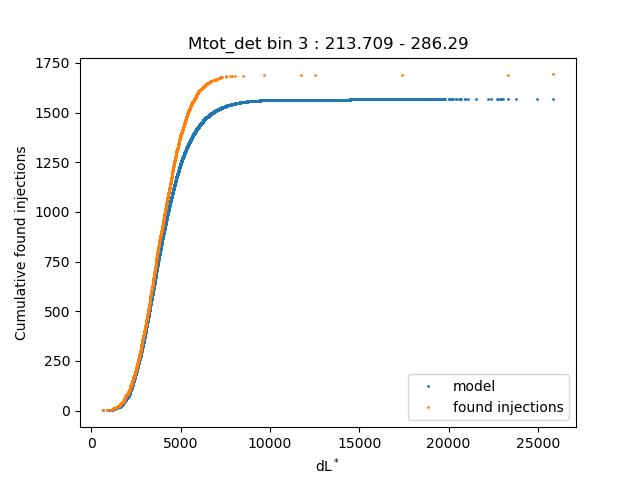 Mtot_det bin 3 : 213.709 - 286.29
1750
1500
1250
1000
750
500
250
0
Cumulative found injections
0 5000 10000 15000 20000 25000
dL*
model
found injections